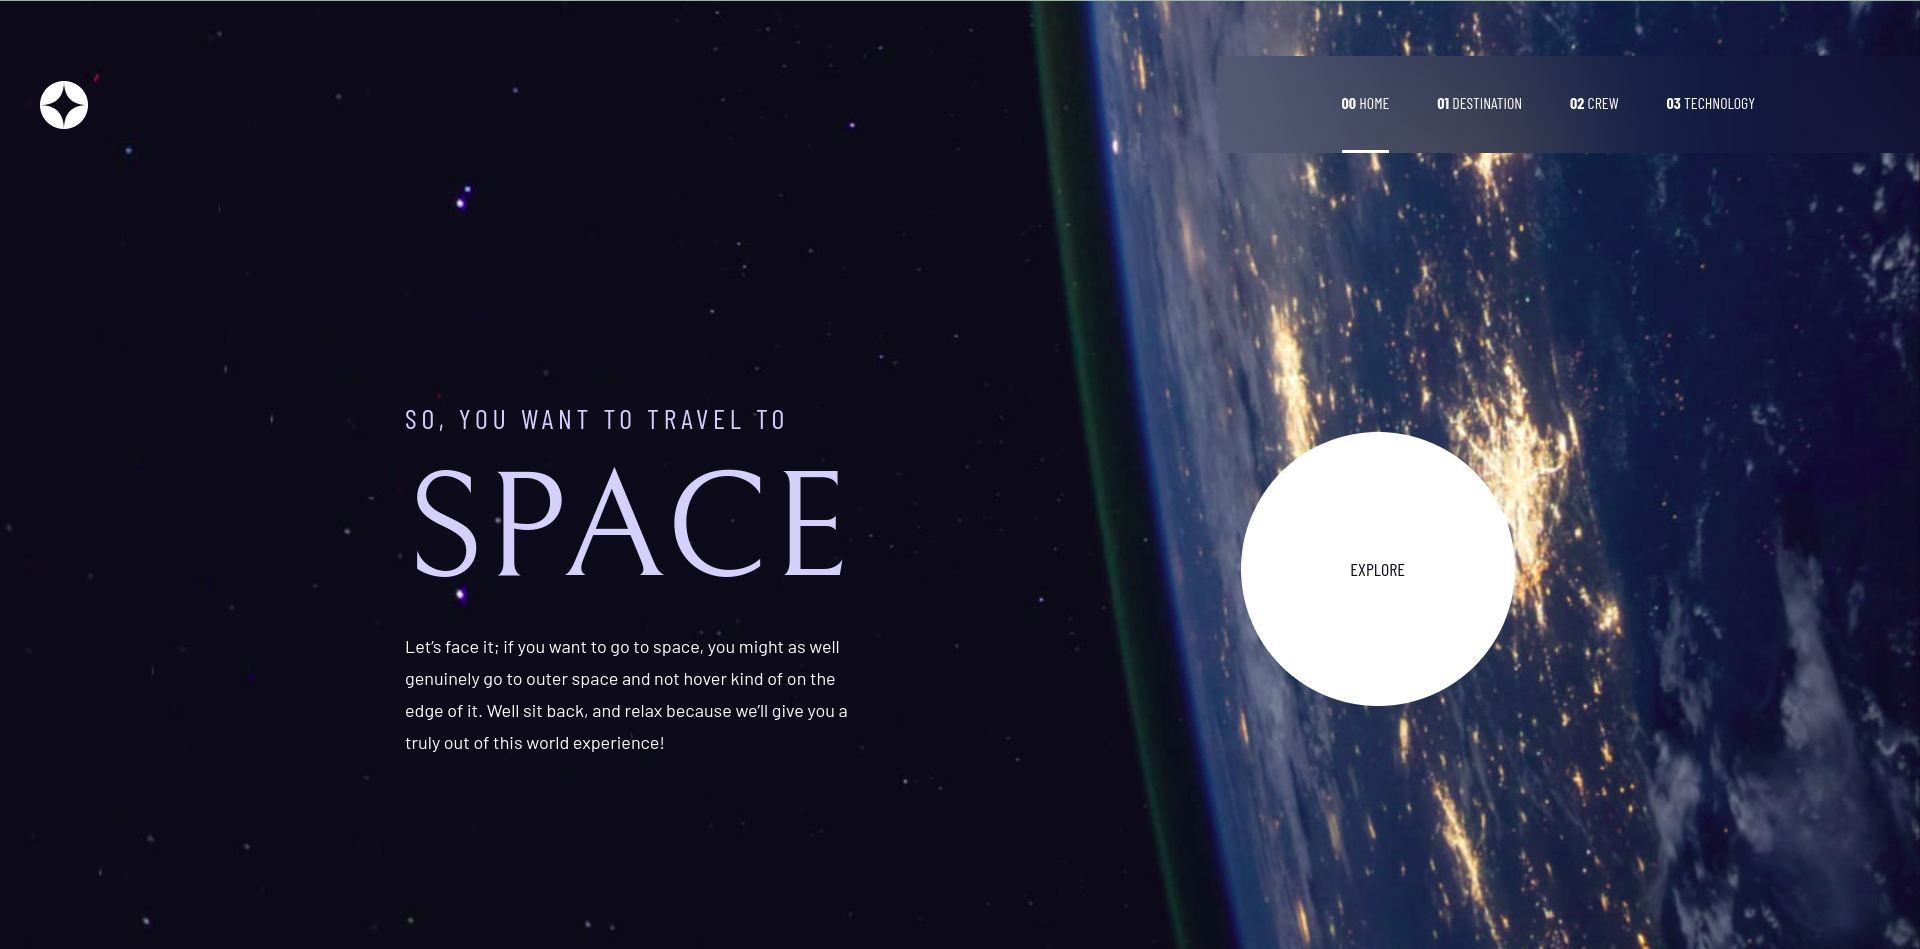 00 HOME 01 DESTINATION 02 CREW 03 TECHNOLOGY
SO, YOU WANT TO TRAVEL TO
SPACE
Let’s face it; if you want to go to space, you might as well
genuinely go to outer space and not hover kind of on the
edge of it. Well sit back, and relax because we’ll give you a
truly out of this world experience!
EXPLORE